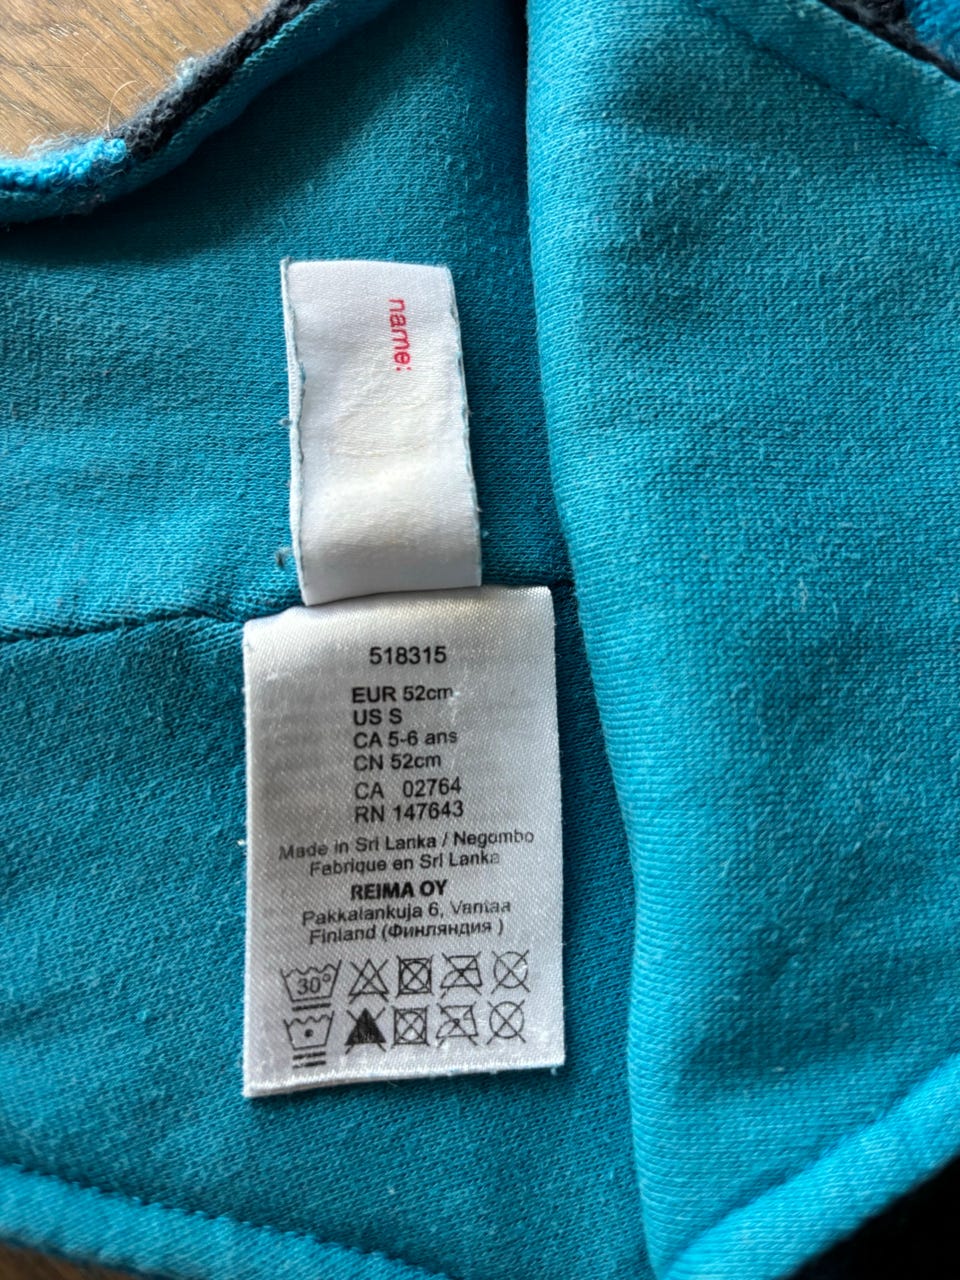 name:
518315
EUR 52cm
US S
CA 5-6 ans
CN 52cm
CA 02764
RN 147643
Made in Sri Lanka / Negombo
Fabrique en Sri Lanka
REIMA OY
Pakkalankuja 6, Vantaa
Finland (Финляндия )
30°